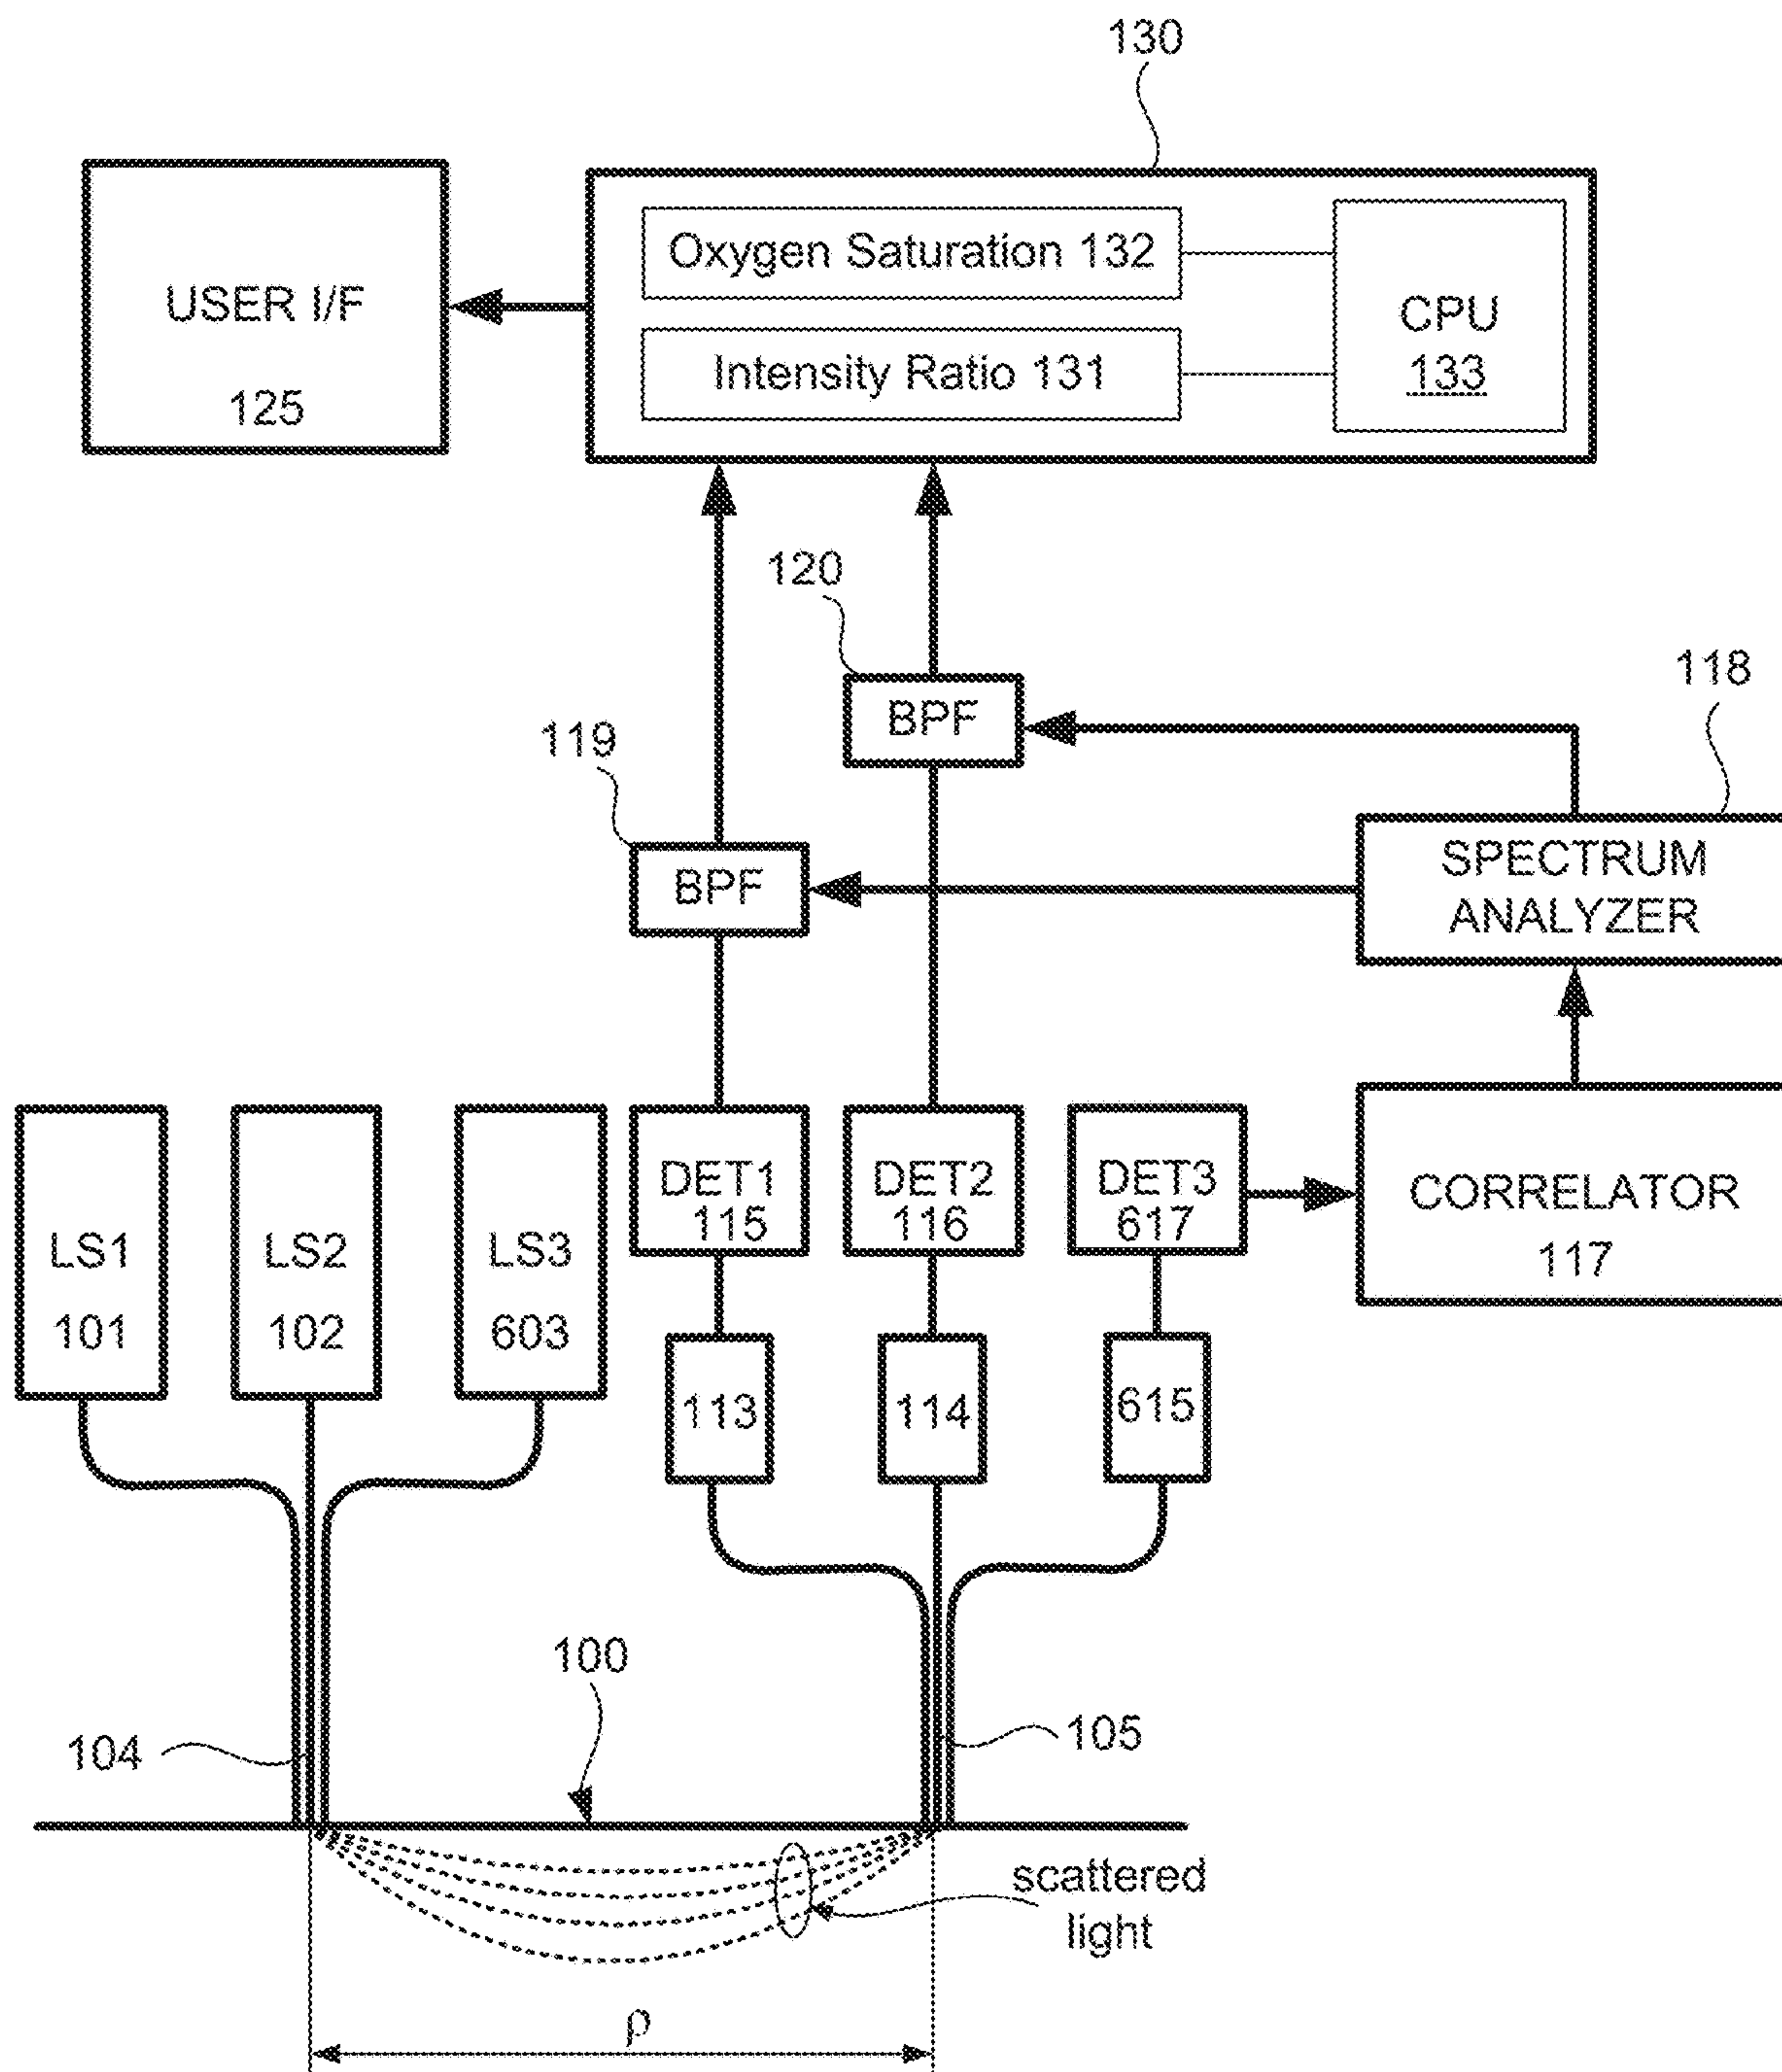 130
USER I/F
125
Oxygen Saturation 132
Intensity Ratio 131
CPU
133
120
BPF
118
119
BPF
SPECTRUM
ANALYZER
LS1
101
LS2
102
LS3
603
DET1
115
DET2
116
DET3
617
CORRELATOR
117
113
114
615
100
104
105
scattered
light
ρ